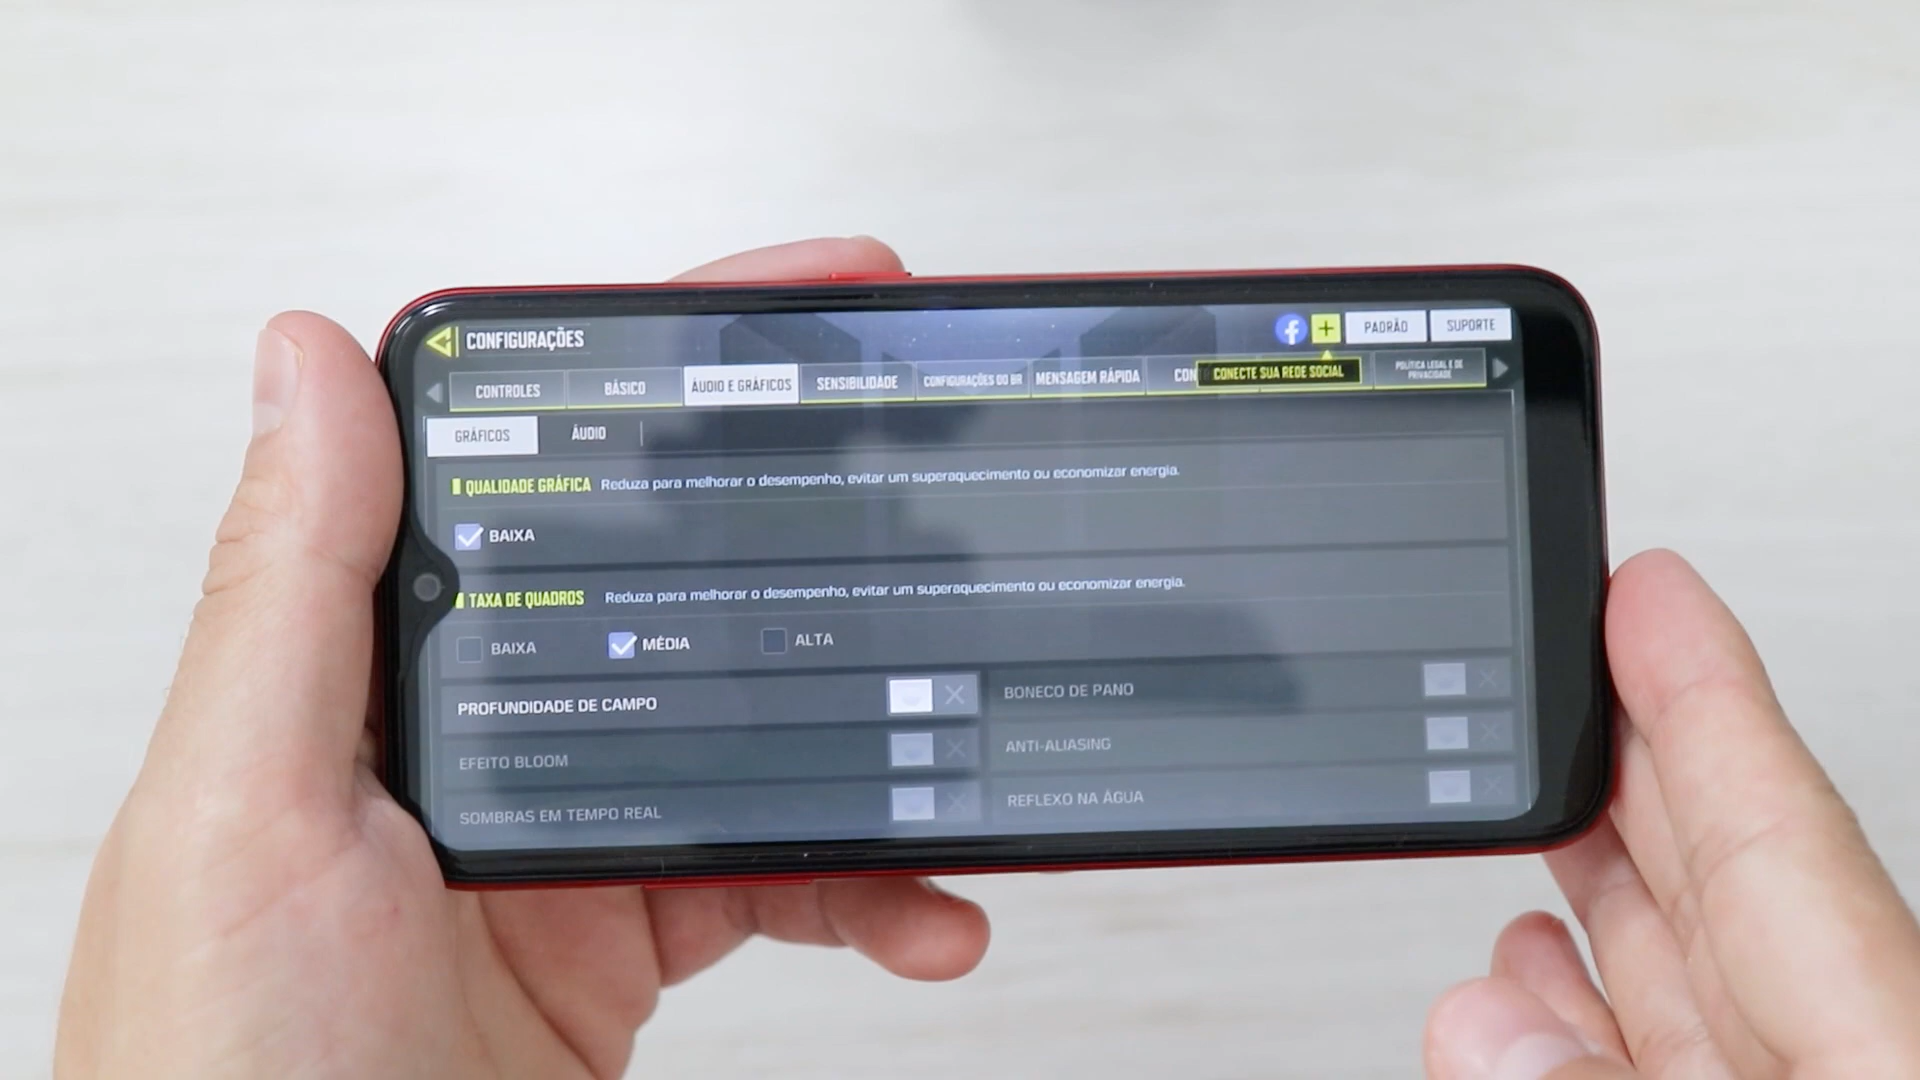 CONFIGURAÇÕES
PADRÃO
SUPORTE
CONTROLES
BÁSICO
ÁUDIO E GRÁFICOS
SENSIBILIDADE
CONFIGURAÇÕES DO BR
MENSAGEM RÁPIDA
CON
CONECTE SUA REDE SOCIAL
POLÍTICA LEGAL E DE
PRIVACIDADE
GRÁFICOS
ÁUDIO
QUALIDADE GRÁFICA Reduza para melhorar o desempenho, evitar um superaquecimento ou economizar energia.
BAIXA
TAXA DE QUADROS Reduza para melhorar o desempenho, evitar um superaquecimento ou economizar energia.
BAIXA
MÉDIA
ALTA
PROFUNDIDADE DE CAMPO
BONECO DE PANO
EFEITO BLOOM
ANTI-ALIASING
SOMBRAS EM TEMPO REAL
REFLEXO NA ÁGUA